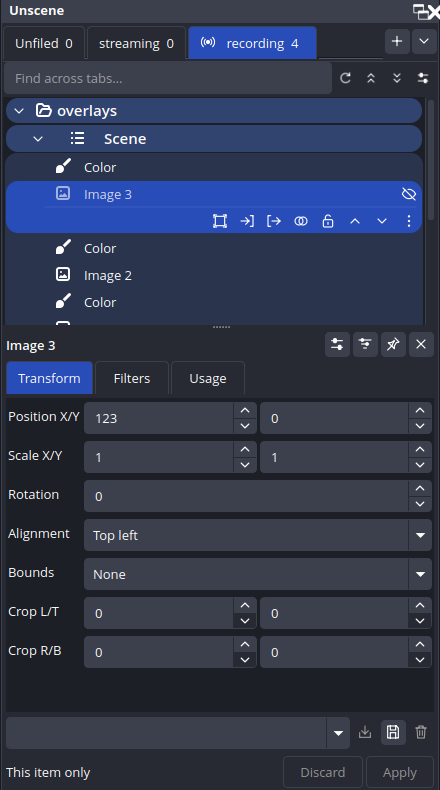 Unscene
Unfiled 0 streaming 0 recording 4
Find across tabs...
overlays
Scene
Color
Image 3
Color
Image 2
Color
Image 3
Transform Filters Usage
Position X/Y 123 0
Scale X/Y 1 1
Rotation 0
Alignment Top left
Bounds None
Crop L/T 0 0
Crop R/B 0 0
This item only Discard Apply